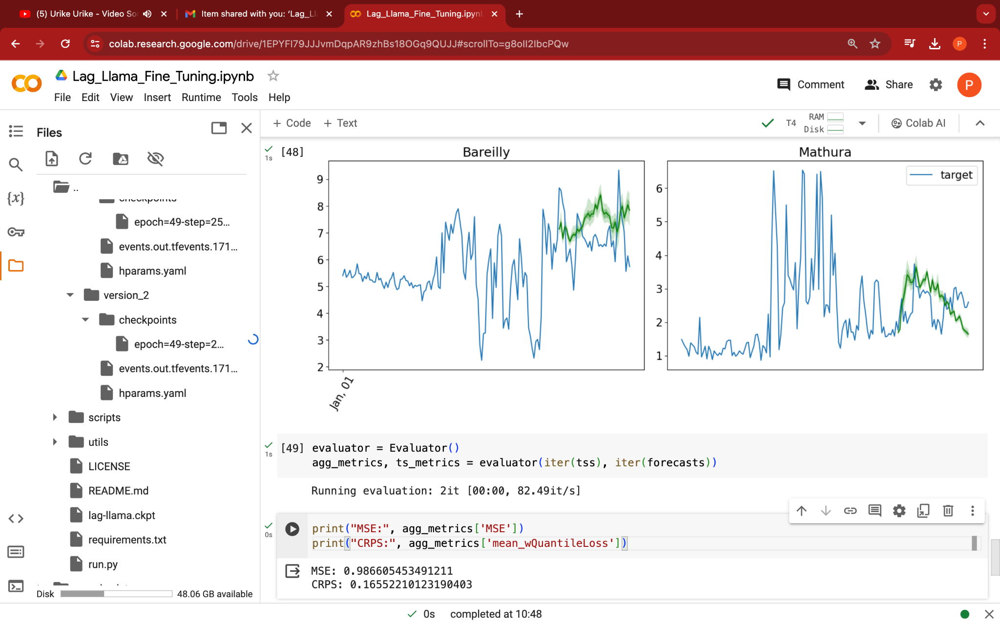 (5) Urike Urike - Video So
Item shared with you: ‘Lag_Ll
Lag_Llama_Fine_Tuning.ipyn
colab.research.google.com/drive/1EPYFI79JJJvmDqpAR9zhBs18OGq9QUJJ#scrollTo=g8olI2IbcPQw
P
Lag_Llama_Fine_Tuning.ipynb
File Edit View Insert Runtime Tools Help
Comment
Share
P
Files
+ Code + Text
T4
RAM
Disk
Colab AI
..
checkpoints
epoch=49-step=25...
events.out.tfevents.171...
hparams.yaml
version_2
checkpoints
epoch=49-step=2...
events.out.tfevents.171...
hparams.yaml
scripts
utils
LICENSE
README.md
lag-llama.ckpt
requirements.txt
run.py
Disk
48.06 GB available
{x}
1s
[48]
Bareilly
9
8
7
6
5
4
3
2
Jan, 01
Mathura
target
6
5
4
3
2
1
1s
[49] evaluator = Evaluator()
agg_metrics, ts_metrics = evaluator(iter(tss), iter(forecasts))
Running evaluation: 2it [00:00, 82.49it/s]
0s
print("MSE:", agg_metrics['MSE'])
print("CRPS:", agg_metrics['mean_wQuantileLoss'])
MSE: 0.986605453491211
CRPS: 0.16552210123190403
0s completed at 10:48